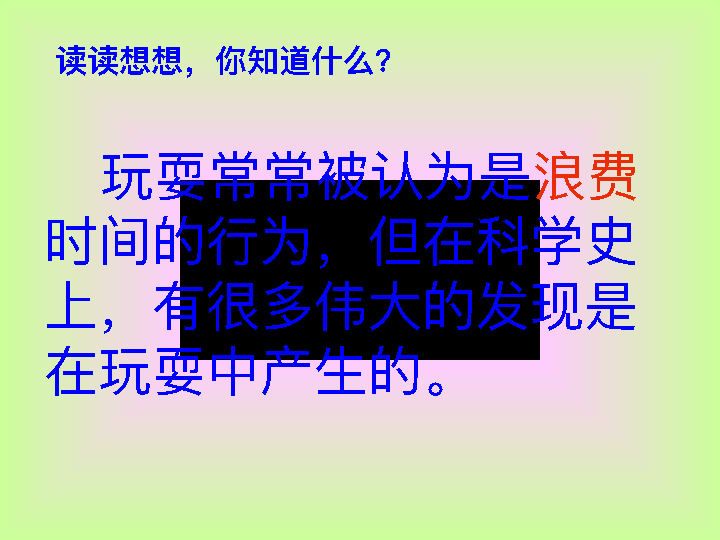 读读想想，你知道什么？
玩耍常常被认为是浪费
时间的行为，但在科学史
上，有很多伟大的发现是
在玩耍中产生的。